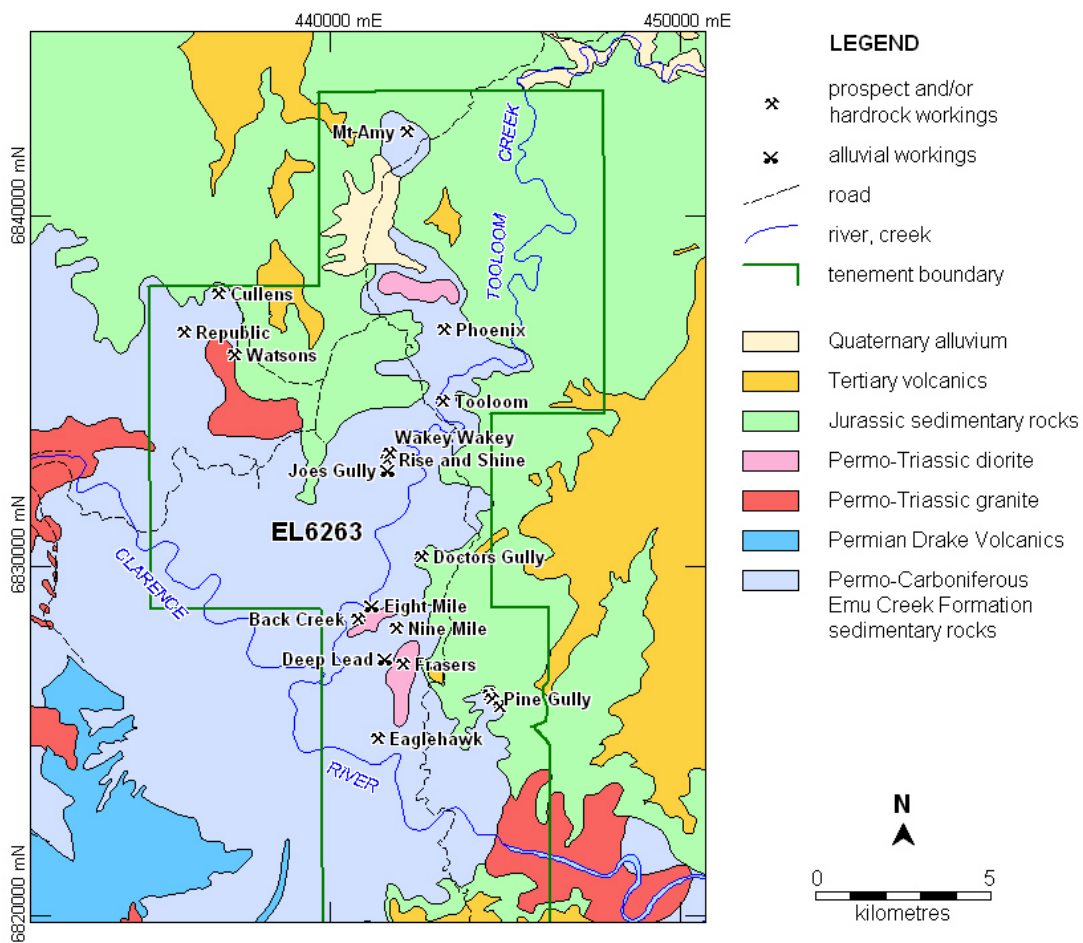 440000 mE
450000 mE
6840000 mN
6830000 mN
6820000 mN
Mt Amy
CREEK
TOOLOOM
Cullens
Republic
Watsons
Phoenix
Tooloom
Wakey Wakey
Rise and Shine
Joes Gully
EL6263
Doctors Gully
CLARENCE
Eight Mile
Back Creek
Nine Mile
Deep Lead
Frasers
Pine Gully
Eaglehawk
RIVER
LEGEND
prospect and/or
hardrock workings
alluvial workings
road
river, creek
tenement boundary
Quaternary alluvium
Tertiary volcanics
Jurassic sedimentary rocks
Permo-Triassic diorite
Permo-Triassic granite
Permian Drake Volcanics
Permo-Carboniferous
Emu Creek Formation
sedimentary rocks
N
0 5
kilometres